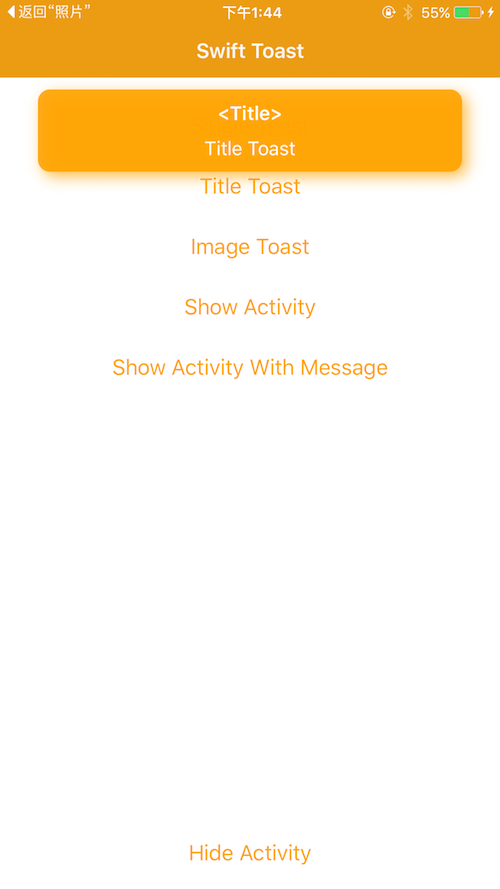 返回“照片”
下午1:44
55%
Swift Toast
<Title>
Title Toast
Title Toast
Image Toast
Show Activity
Show Activity With Message
Hide Activity